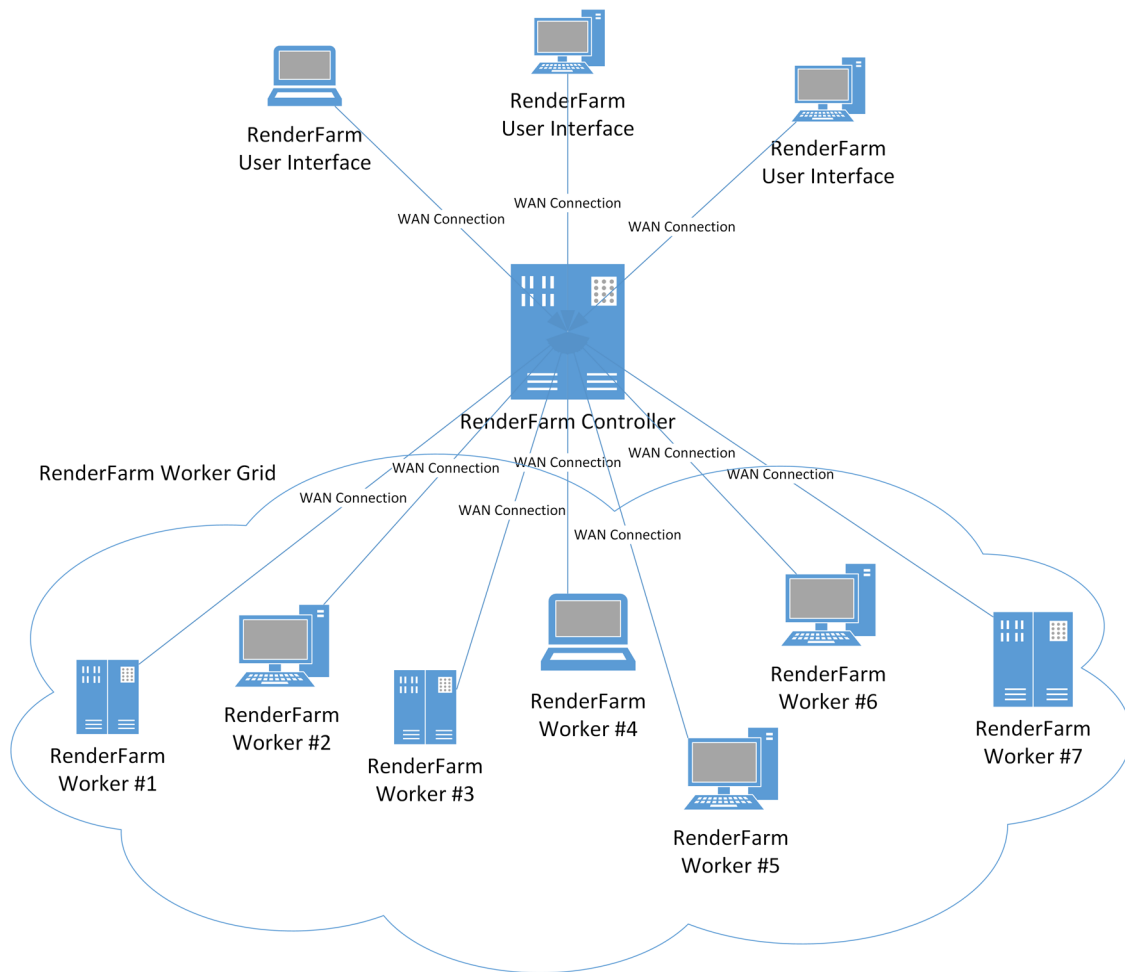 RenderFarm
User Interface
RenderFarm
User Interface
RenderFarm
User Interface
WAN Connection
WAN Connection
WAN Connection
RenderFarm Controller
RenderFarm Worker Grid
WAN Connection
WAN Connection
WAN Connection
WAN Connection
WAN Connection
WAN Connection
WAN Connection
RenderFarm
Worker #1
RenderFarm
Worker #2
RenderFarm
Worker #3
RenderFarm
Worker #4
RenderFarm
Worker #5
RenderFarm
Worker #6
RenderFarm
Worker #7